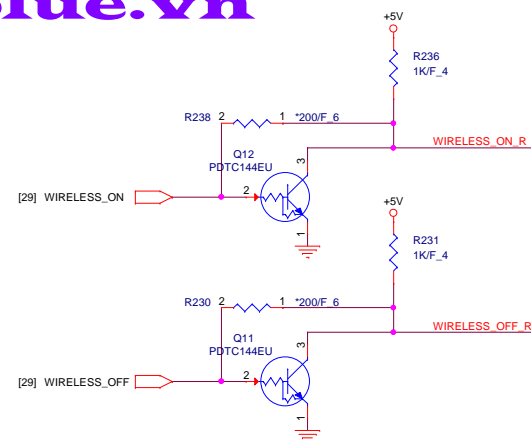 lue.vn
+5V
R236
1K/F_4
R238 2 1 *200/F_6
WIRELESS_ON_R
Q12
PDTC144EU
3
[29] WIRELESS_ON
2
1
+5V
R231
1K/F_4
R230 2 1 *200/F_6
WIRELESS_OFF_R
Q11
PDTC144EU
3
[29] WIRELESS_OFF
2
1